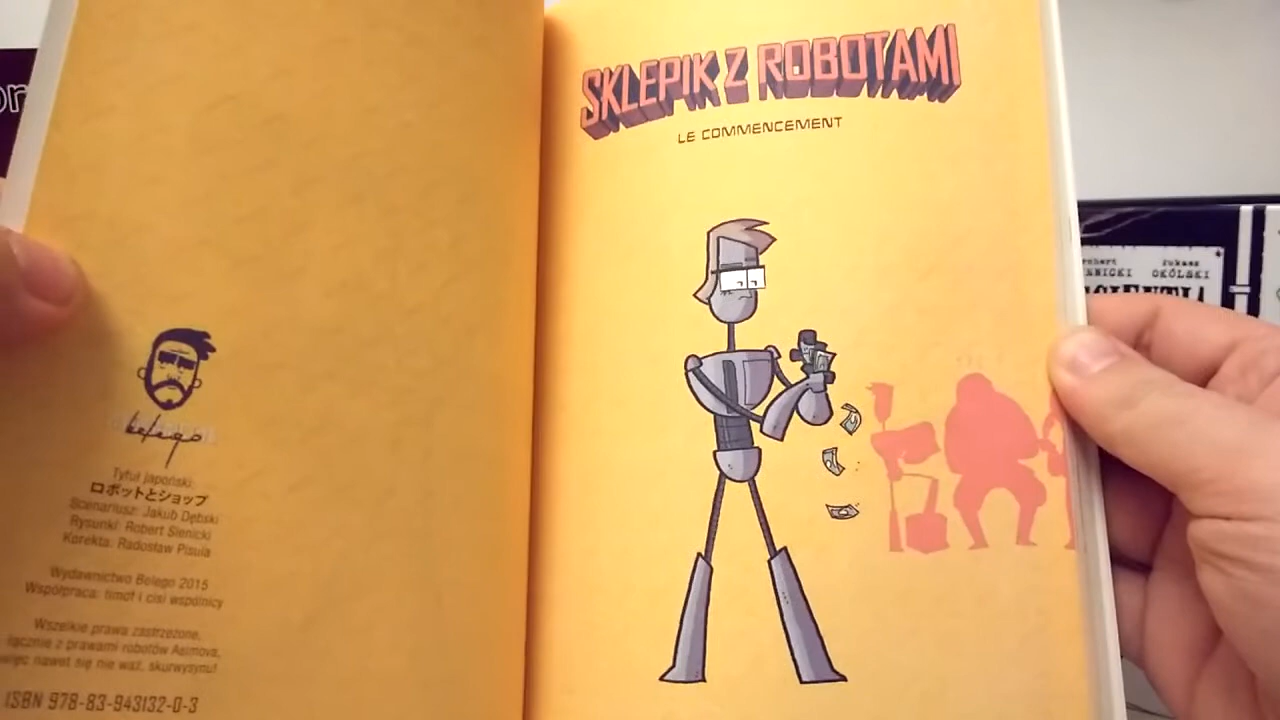 SKLEPIK Z ROBOTAMI
LE COMMENCEMENT
belego
Tytuł japoński:
ロボットとショップ
Scenariusz: Jakub Dębski
Rysunki: Robert Sienicki
Korekta: Radosław Pisula
Wydawnictwo Belego 2015
Współpraca: timof i cisi wspólnicy
Wszelkie prawa zastrzeżone,
łącznie z prawami robotów Asimova,
więc nawet się nie waż, skurwysynu!
ISBN 978-83-943132-0-3
łukasz
OKÓLSKI